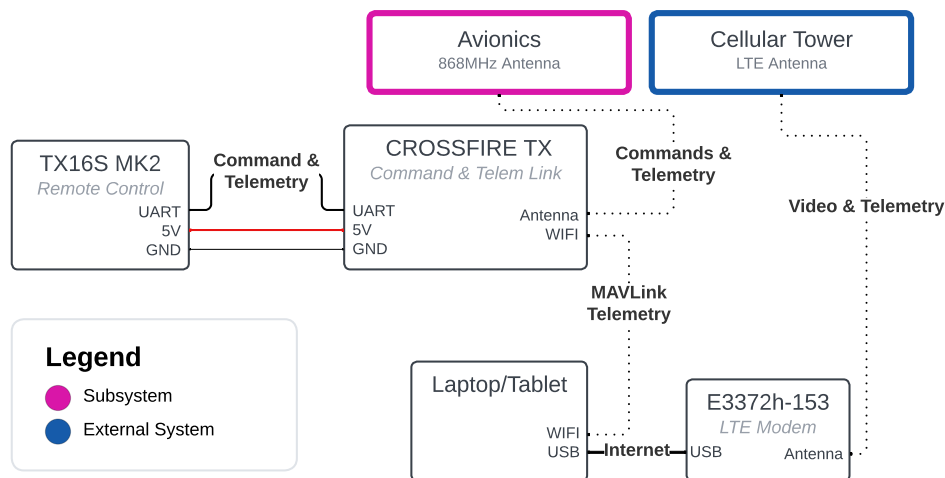 Avionics
868MHz Antenna
Cellular Tower
LTE Antenna
TX16S MK2
Remote Control
UART
5V
GND
Command &
Telemetry
CROSSFIRE TX
Command & Telem Link
UART
5V
GND
Antenna
WIFI
Commands &
Telemetry
Video & Telemetry
MAVLink
Telemetry
Legend
Subsystem
External System
Laptop/Tablet
WIFI
USB
Internet
E3372h-153
LTE Modem
USB
Antenna